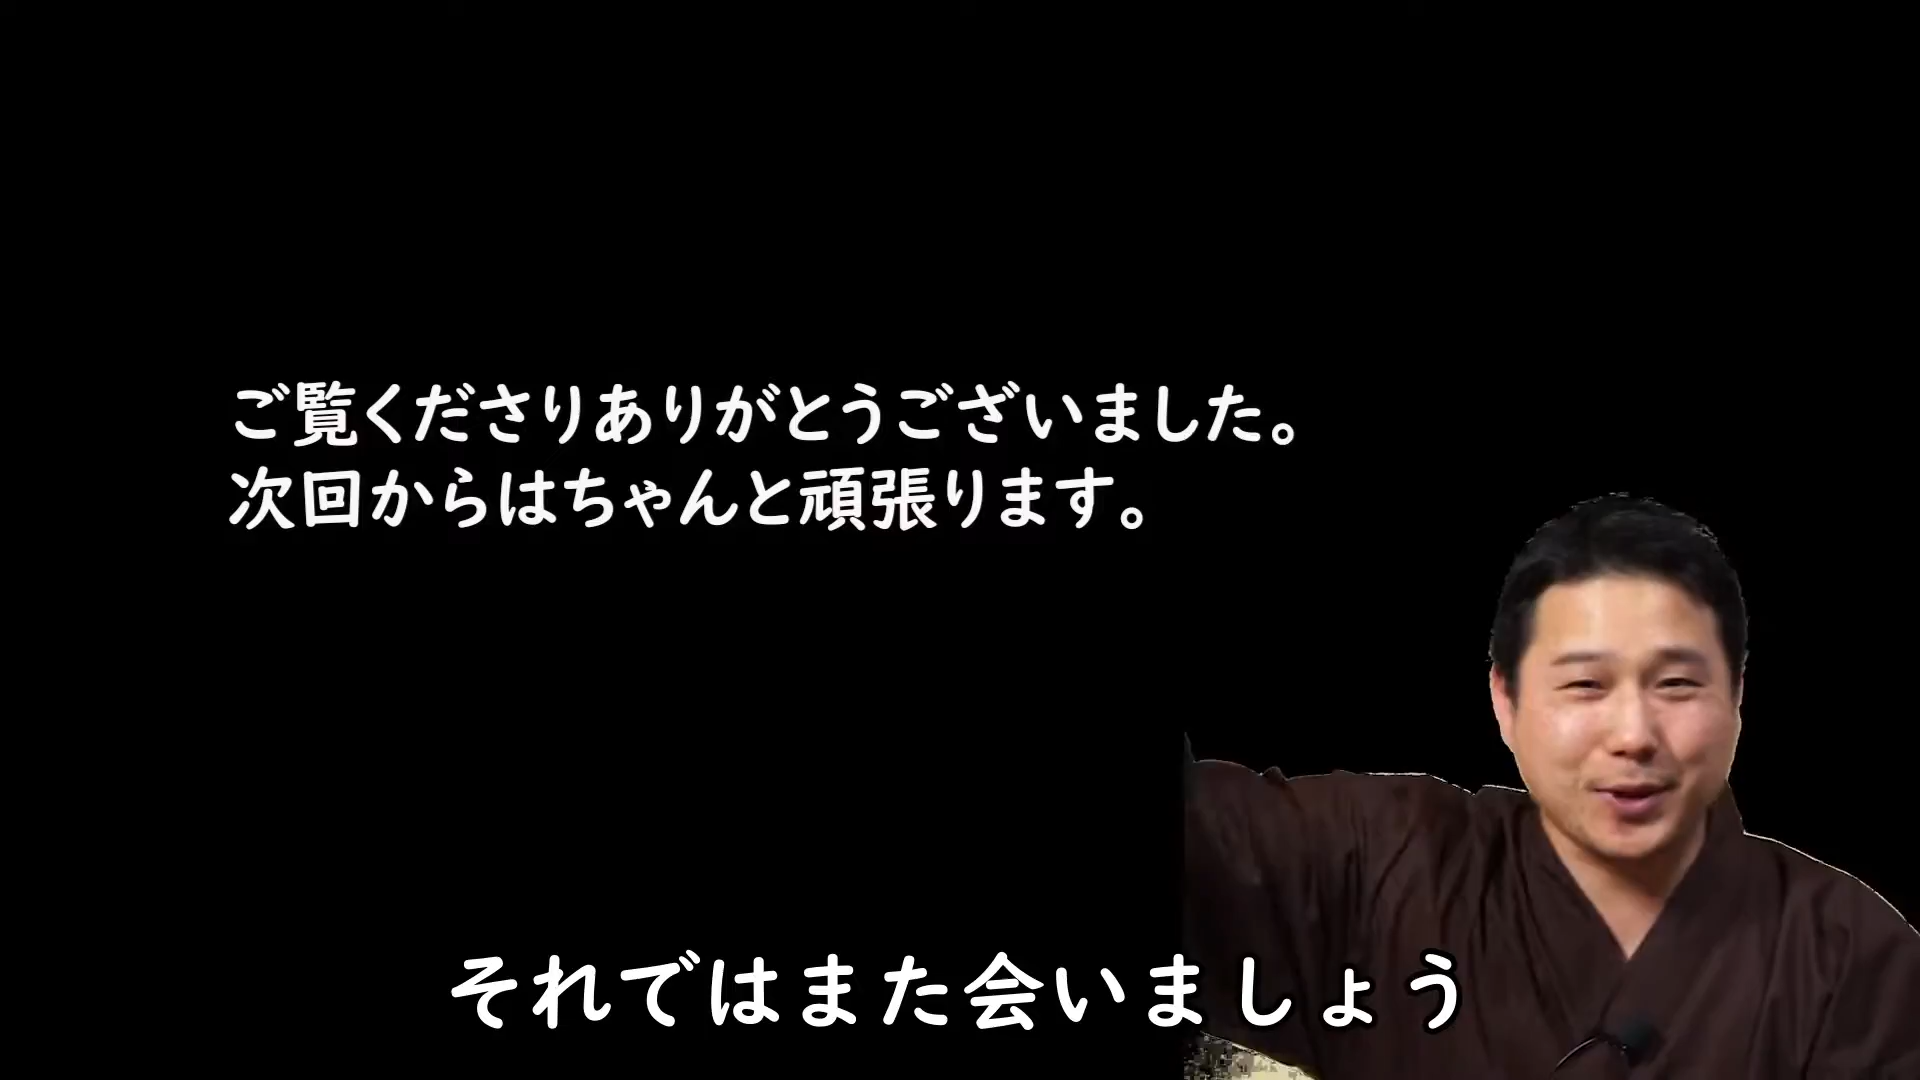 ご覧くださりありがとうございました。
次回からはちゃんと頑張ります。
それではまた会いましょう